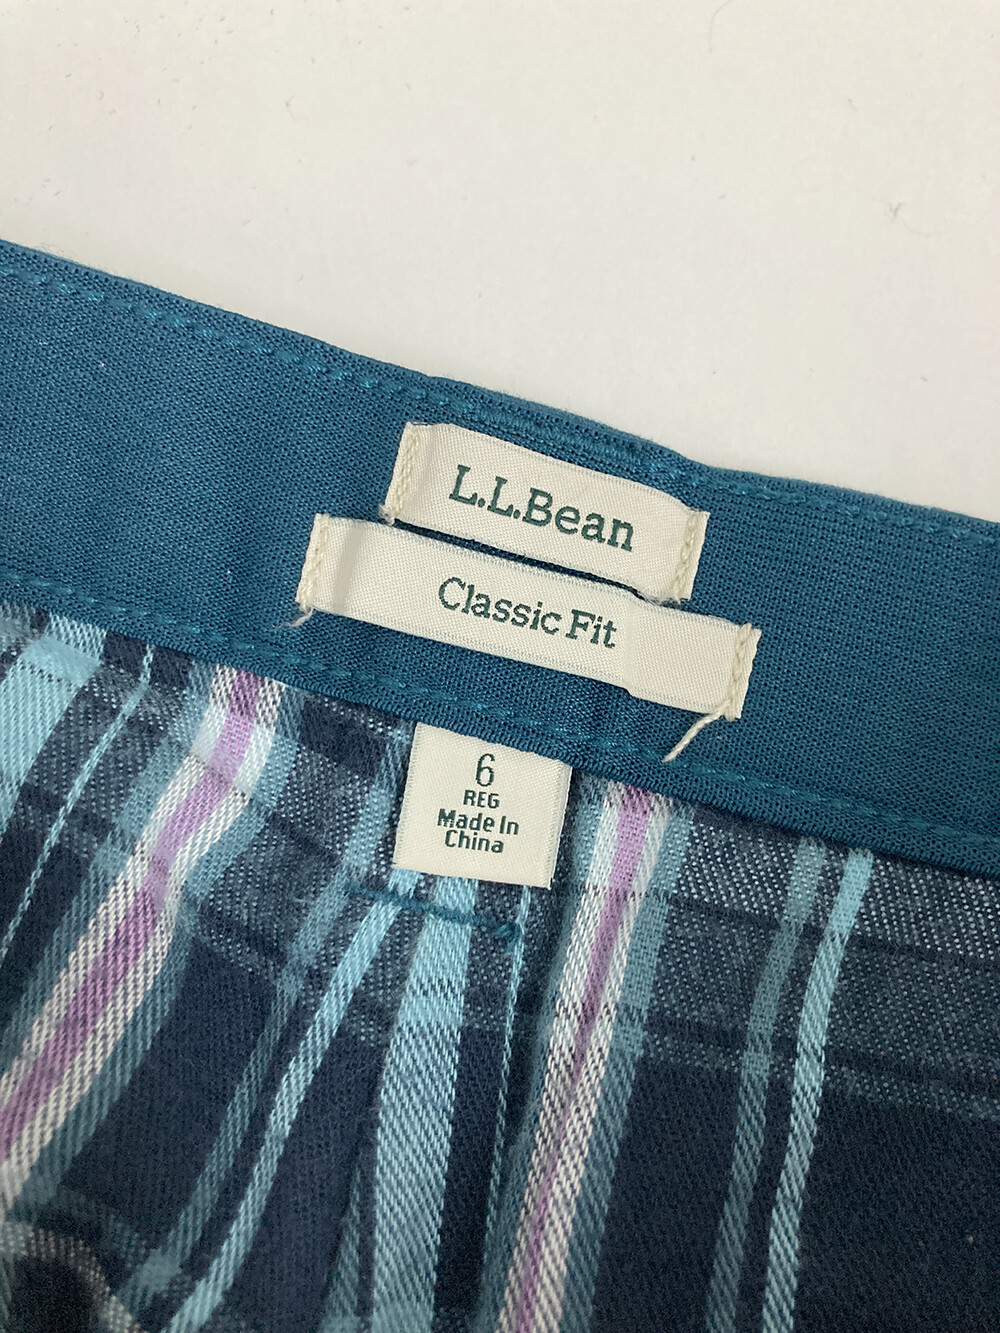 L.L.Bean
Classic Fit
6
REG
Made In
China